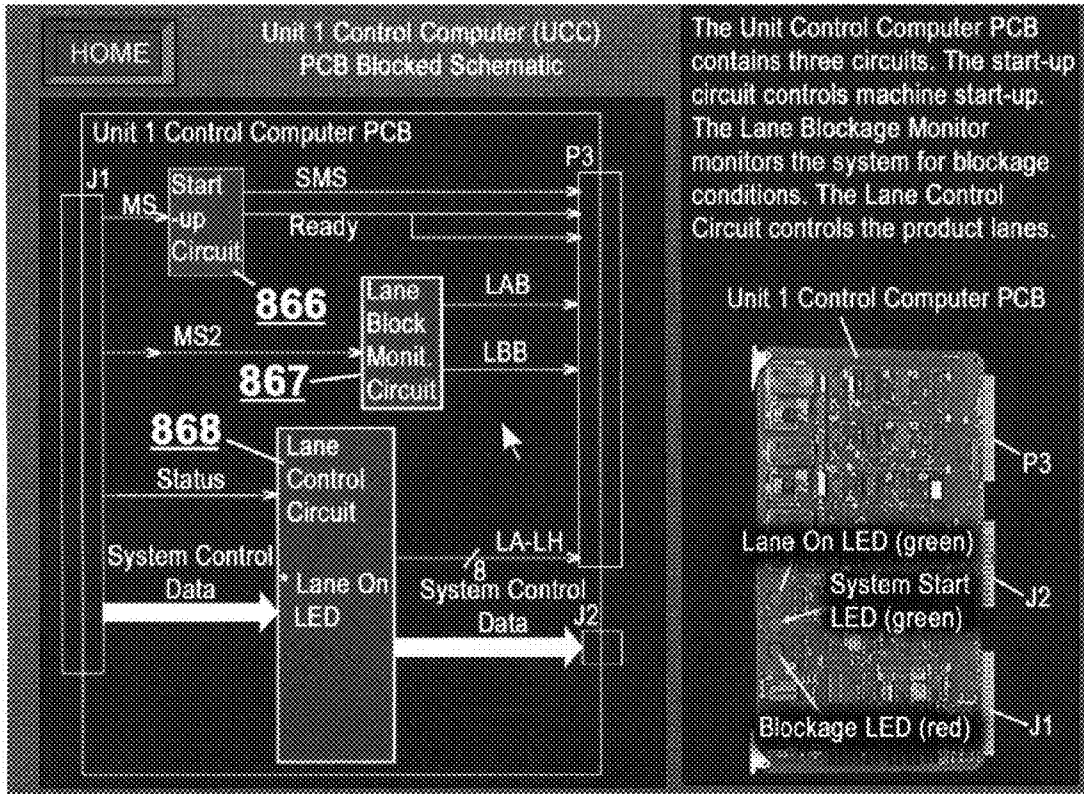 HOME
Unit 1 Control Computer (UCC)
PCB Blocked Schematic
Unit 1 Control Computer PCB
J1
P3
MS
Start
-up
Circuit
SMS
Ready
866
Lane
Block
Monit.
Circuit
LAB
LBB
MS2
867
868
Lane
Control
Circuit
Status
System Control
Data
Lane On
LED
LA-LH
8
System Control
Data
J2
The Unit Control Computer PCB
contains three circuits. The start-up
circuit controls machine start-up.
The Lane Blockage Monitor
monitors the system for blockage
conditions. The Lane Control
Circuit controls the product lanes.
Unit 1 Control Computer PCB
P3
Lane On LED (green)
System Start
LED (green)
J2
Blockage LED (red)
J1